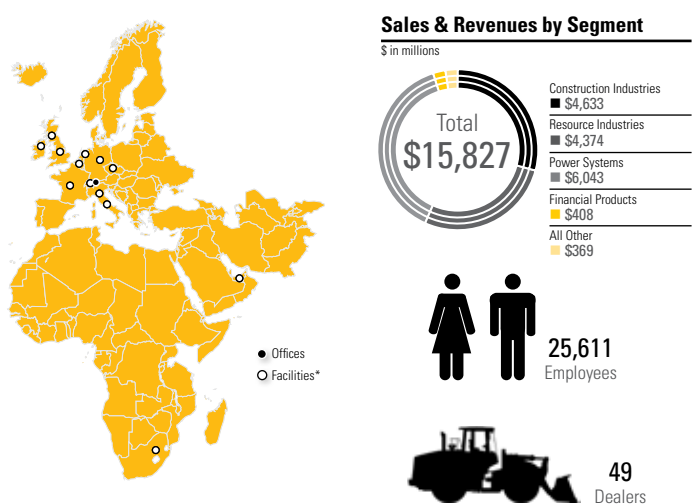 Sales & Revenues by Segment
$ in millions
Total
$15,827
Construction Industries
$4,633
Resource Industries
$4,374
Power Systems
$6,043
Financial Products
$408
All Other
$369
Offices
Facilities*
25,611
Employees
49
Dealers